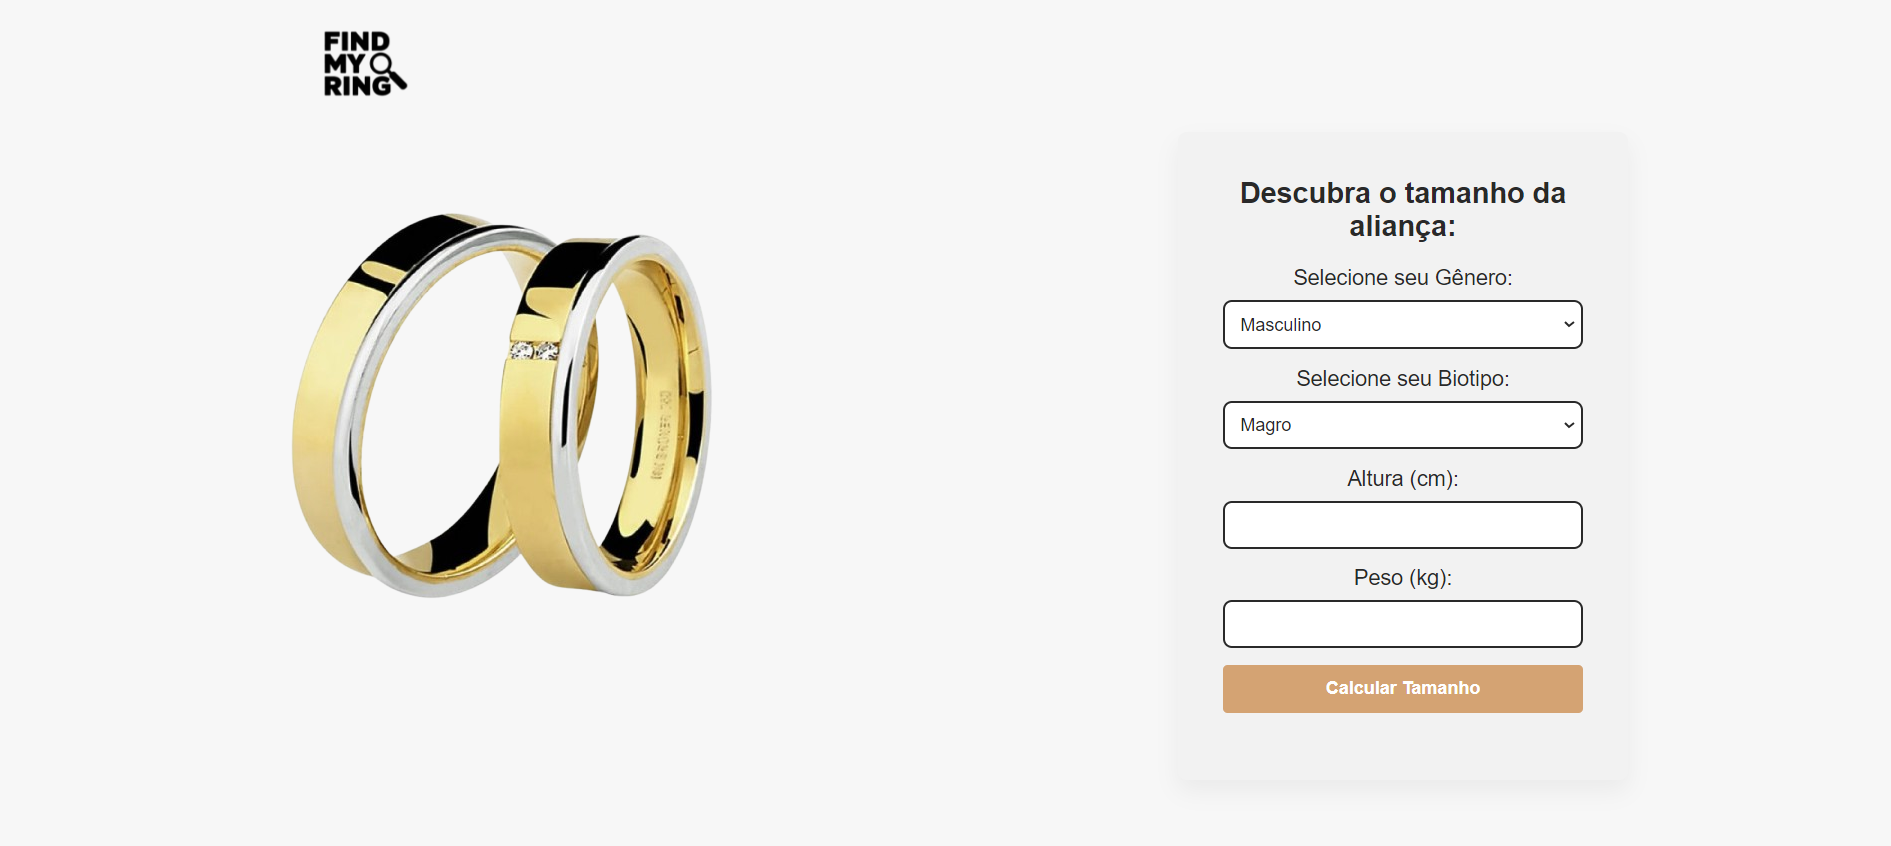 FIND
MY
RING
Descubra o tamanho da
aliança:
Selecione seu Gênero:
Masculino
Selecione seu Biotipo:
Magro
Altura (cm):
Peso (kg):
Calcular Tamanho